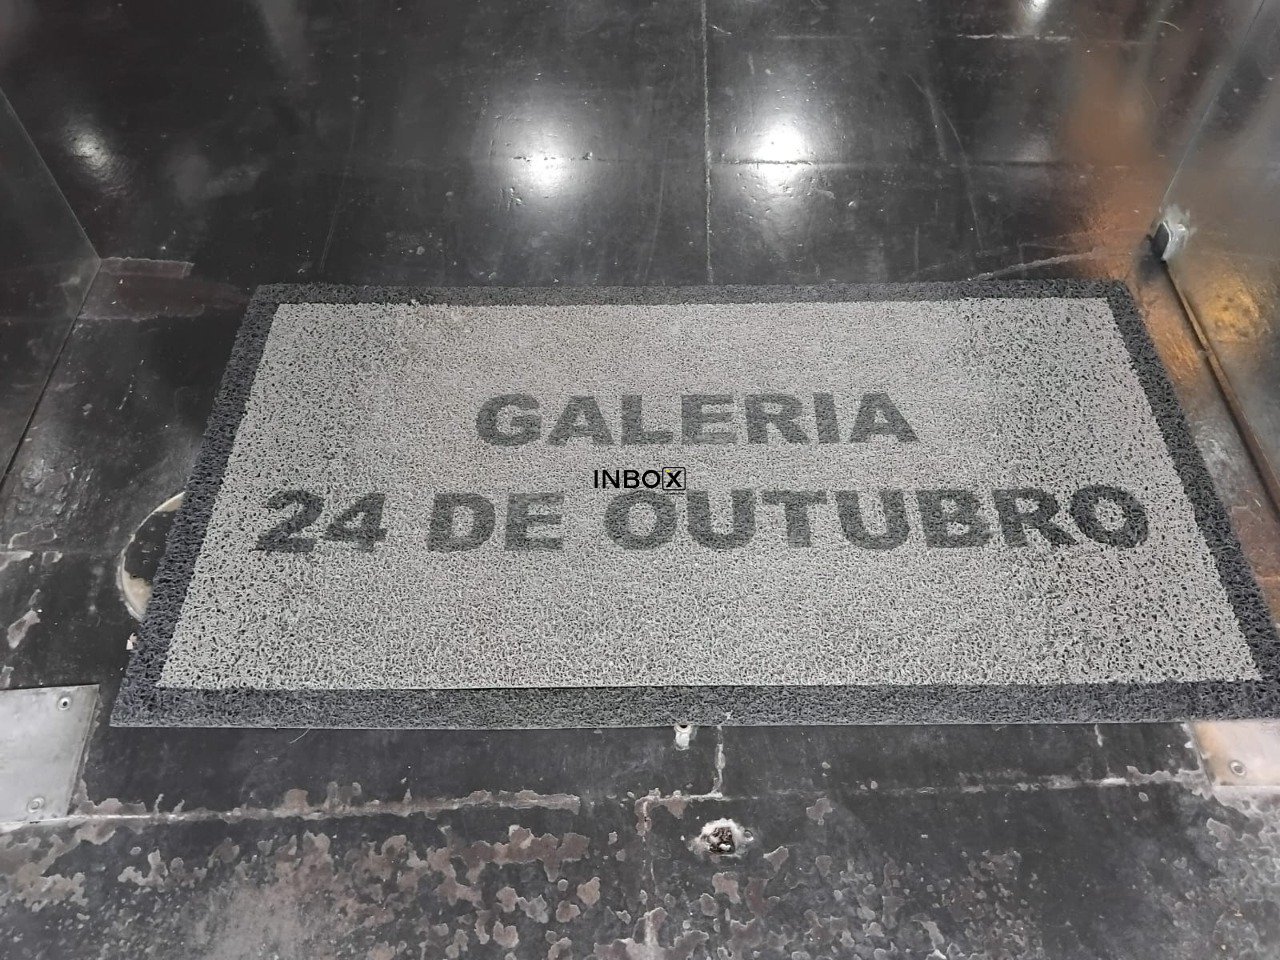 GALERIA
INBOX
24 DE OUTUBRO